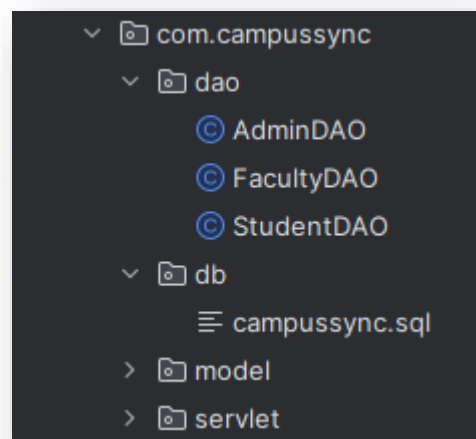 com.campussync
dao
AdminDAO
FacultyDAO
StudentDAO
db
campussync.sql
model
servlet